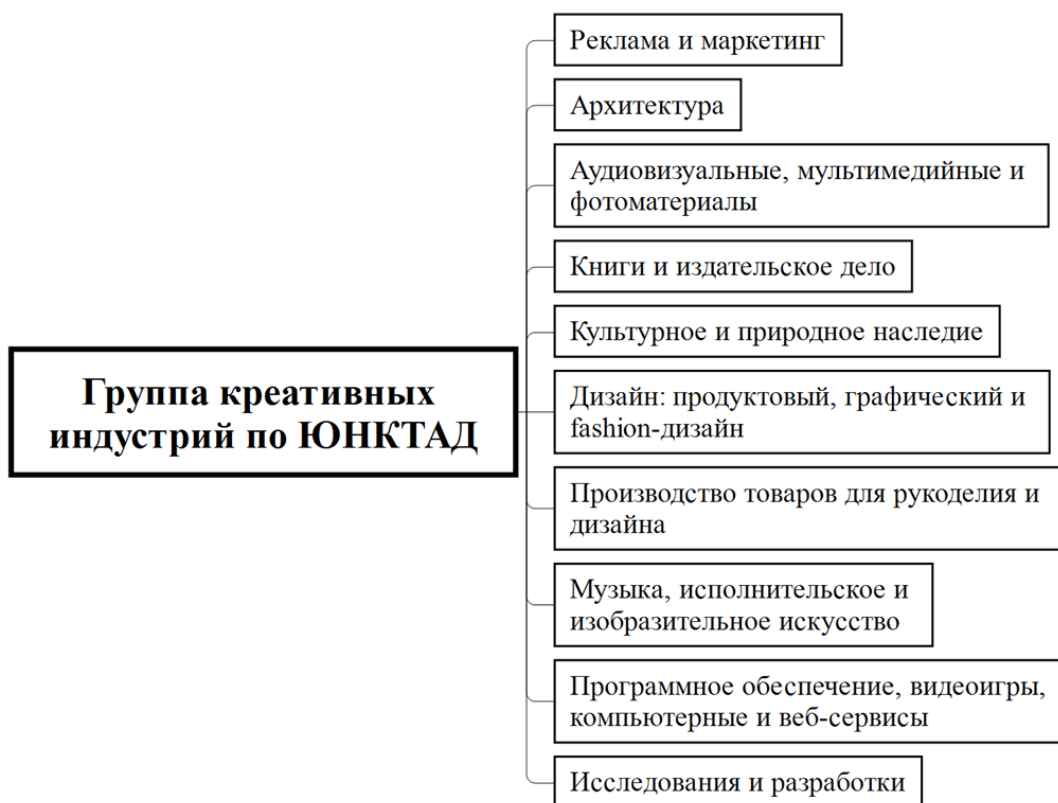 Реклама и маркетинг
Архитектура
Аудиовизуальные, мультимедийные и
фотоматериалы
Книги и издательское дело
Культурное и природное наследие
Группа креативных
индустрий по ЮНКТАД
Дизайн: продуктовый, графический и
fashion-дизайн
Производство товаров для рукоделия и
дизайна
Музыка, исполнительское и
изобразительное искусство
Программное обеспечение, видеоигры,
компьютерные и веб-сервисы
Исследования и разработки